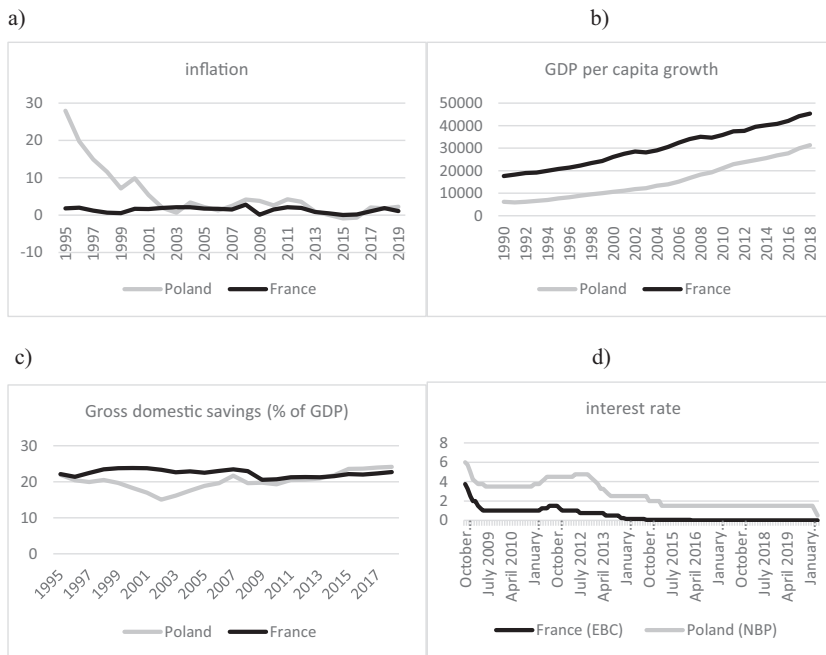 a)
b)
inflation
30
20
10
0
-10
1995
1997
1999
2001
2003
2005
2007
2009
2011
2013
2015
2017
2019
Poland France
GDP per capita growth
50000
40000
30000
20000
10000
0
1990
1992
1994
1996
1998
2000
2002
2004
2006
2008
2010
2012
2014
2016
2018
Poland France
c)
d)
Gross domestic savings (% of GDP)
30
20
10
0
1995
1997
1999
2001
2003
2005
2007
2009
2011
2013
2015
2017
Poland France
interest rate
8
6
4
2
0
October...
July 2009
April 2010
January...
October...
July 2012
April 2013
January...
October...
July 2015
April 2016
January...
October...
July 2018
April 2019
January...
France (EBC) Poland (NBP)